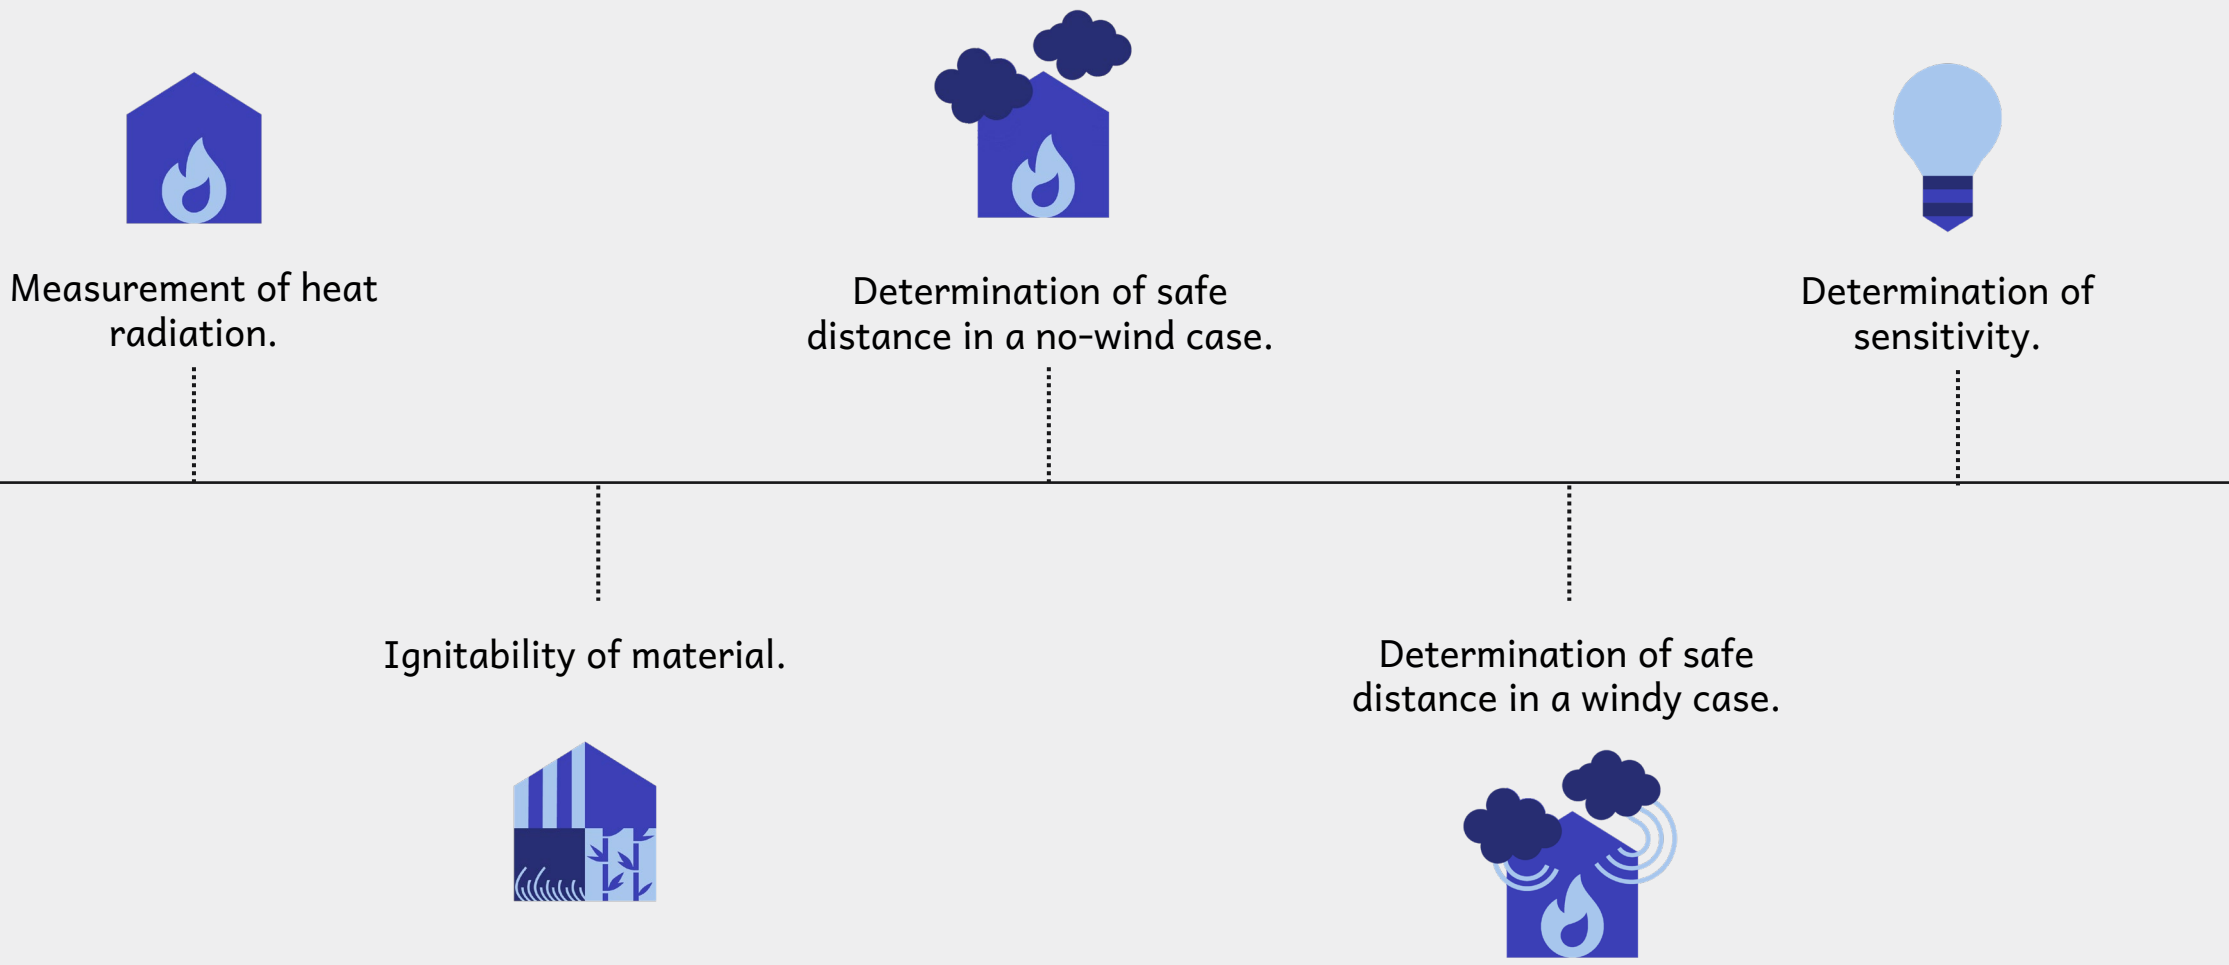 Measurement of heat
radiation.
Ignitability of material.
Determination of safe
distance in a no-wind case.
Determination of safe
distance in a windy case.
Determination of
sensitivity.